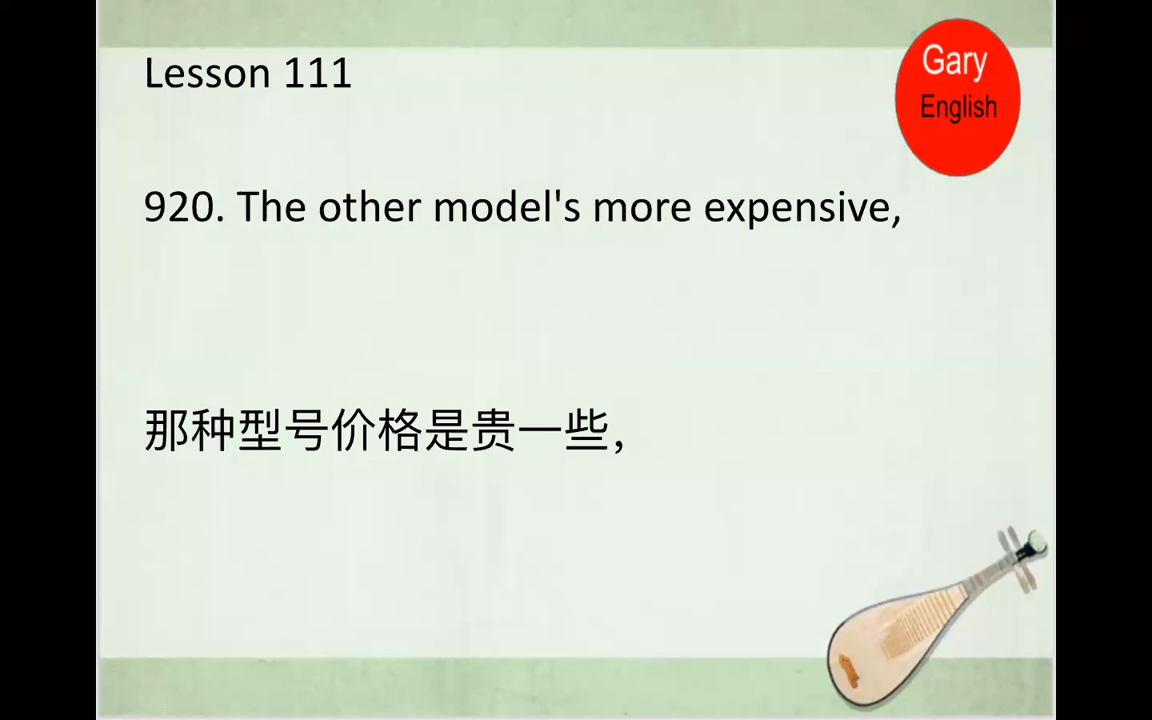 Lesson 111
Gary
English
920. The other model's more expensive,
那种型号价格是贵一些，